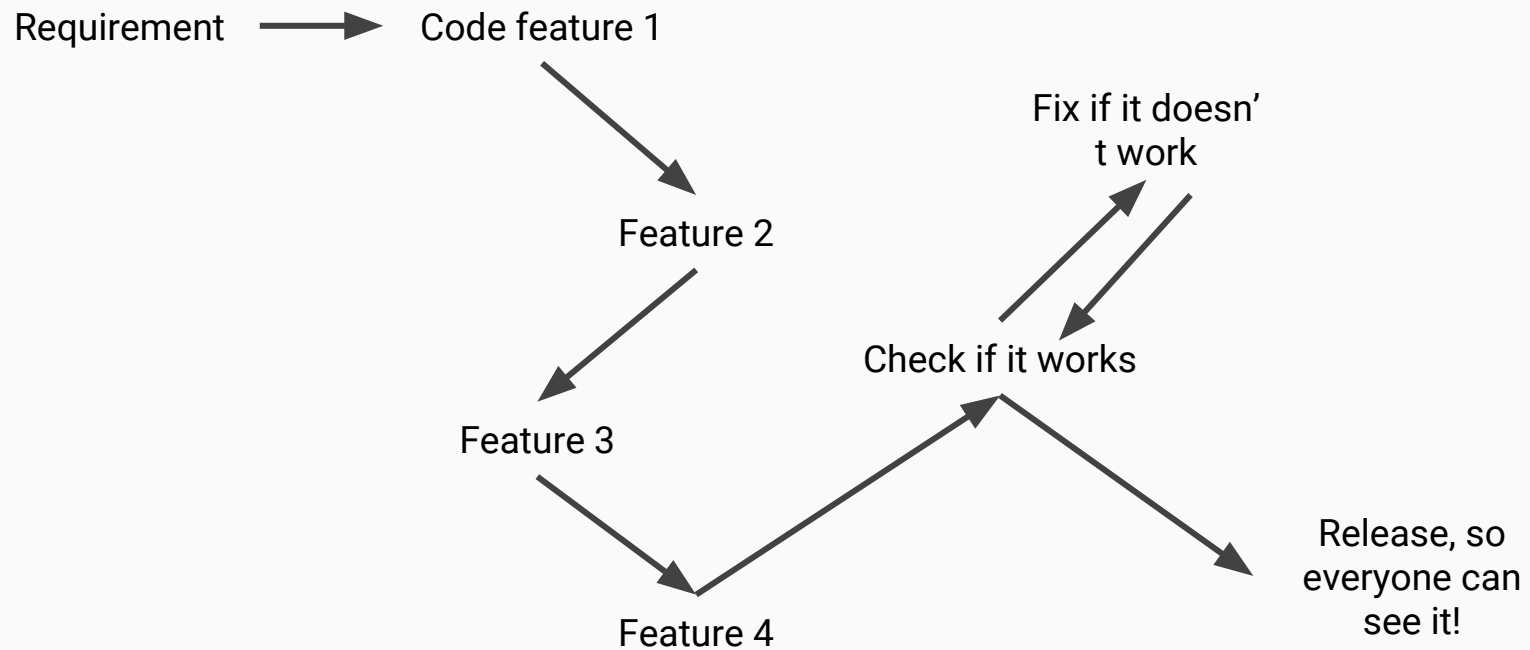 Requirement
Code feature 1
Fix if it doesn’
t work
Feature 2
Check if it works
Feature 3
Release, so
everyone can
see it!
Feature 4